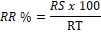 RR % = RS x 100
RT